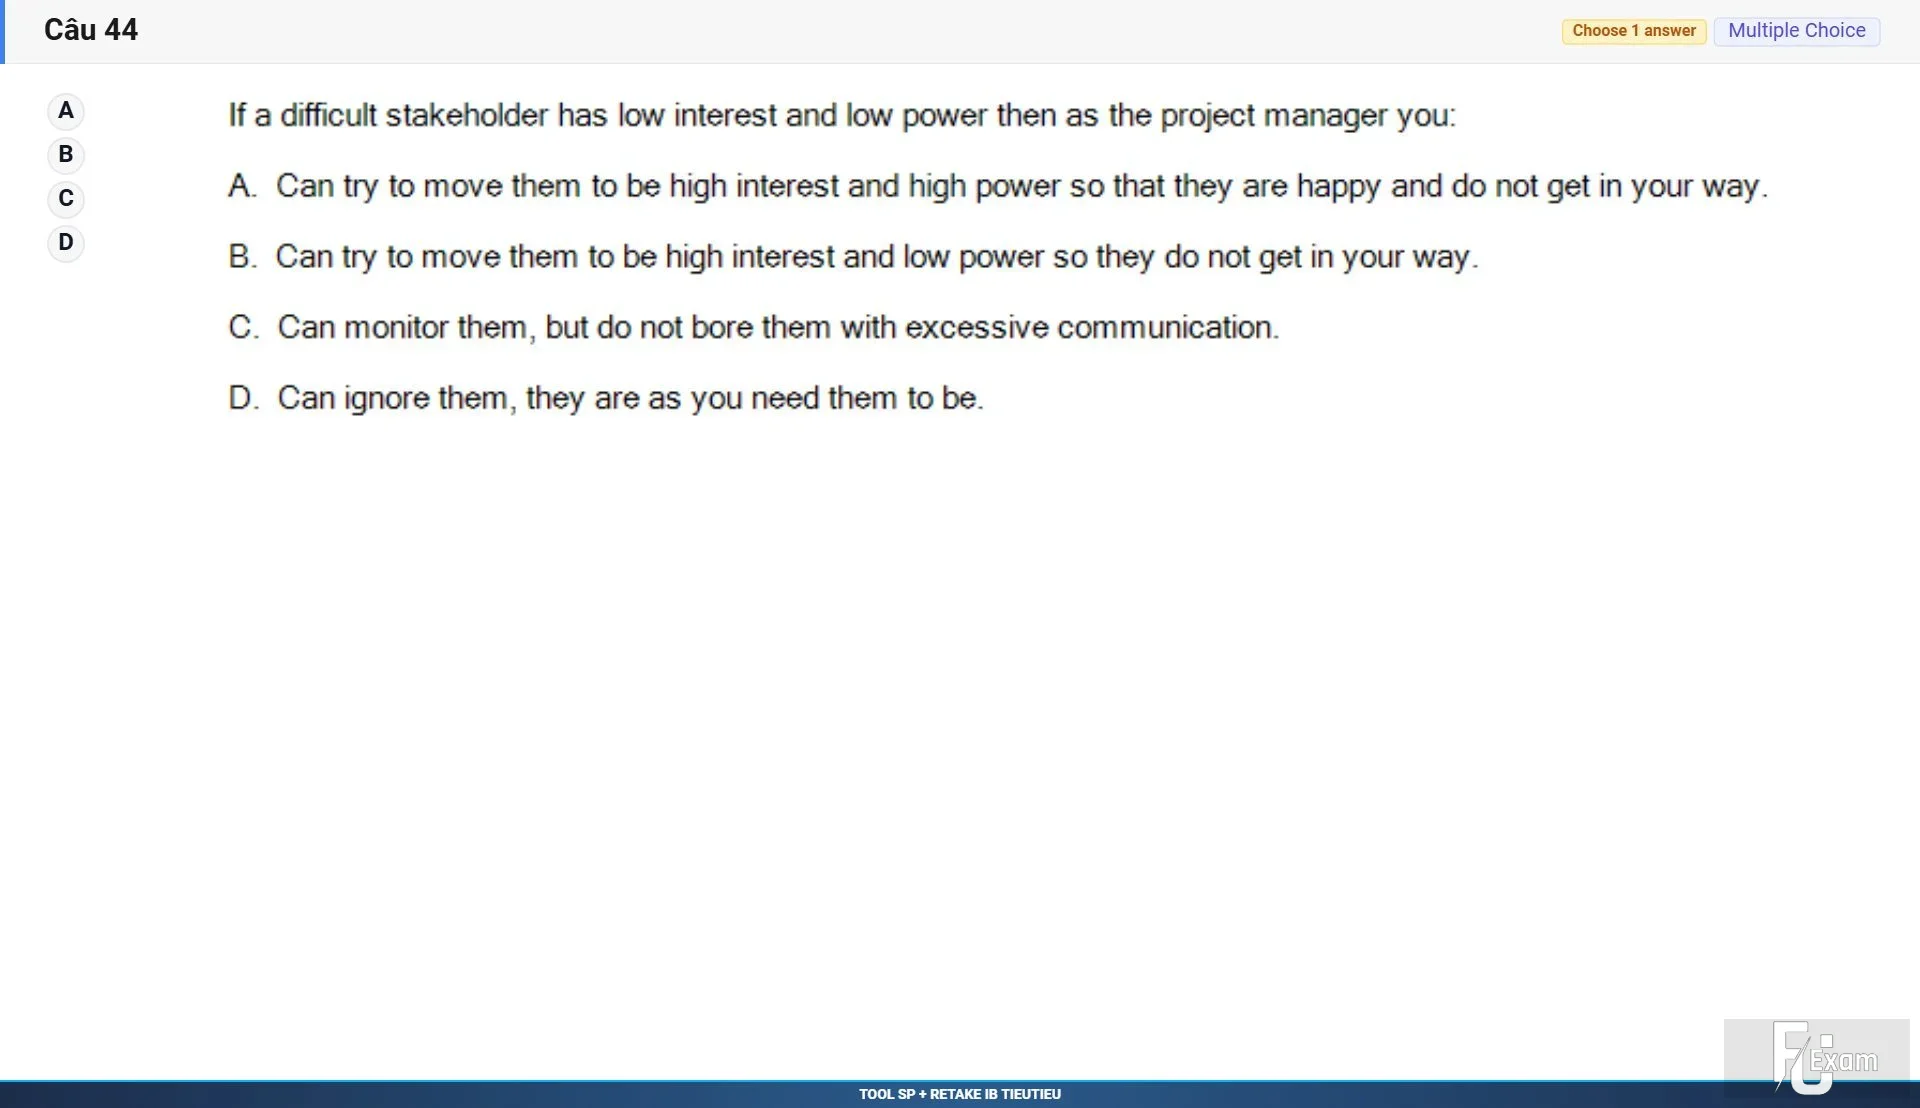 Câu 44
Choose 1 answer
Multiple Choice
A
B
C
D
If a difficult stakeholder has low interest and low power then as the project manager you:
A. Can try to move them to be high interest and high power so that they are happy and do not get in your way.
B. Can try to move them to be high interest and low power so they do not get in your way.
C. Can monitor them, but do not bore them with excessive communication.
D. Can ignore them, they are as you need them to be.
FU Exam
TOOL SP + RETAKE IB TIEUTIEU